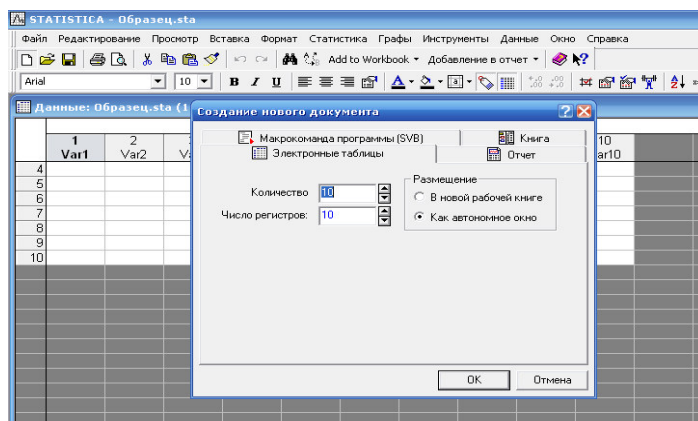 STATISTICA - Образец.sta
Файл Редактирование Просмотр Вставка Формат Статистика Графы Инструменты Данные Окно Справка
Add to Workbook Добавление в отчет
Arial 10 B I U
Данные: Образец.sta (1
Создание нового документа
Макрокоманда программы (SVB) Книга
Электронные таблицы Отчет
Количество 10
Число регистров: 10
Размещение
В новой рабочей книге
Как автономное окно
OK Отмена
1 2 10
Var1 Var2 Va ar10
4
5
6
7
8
9
10